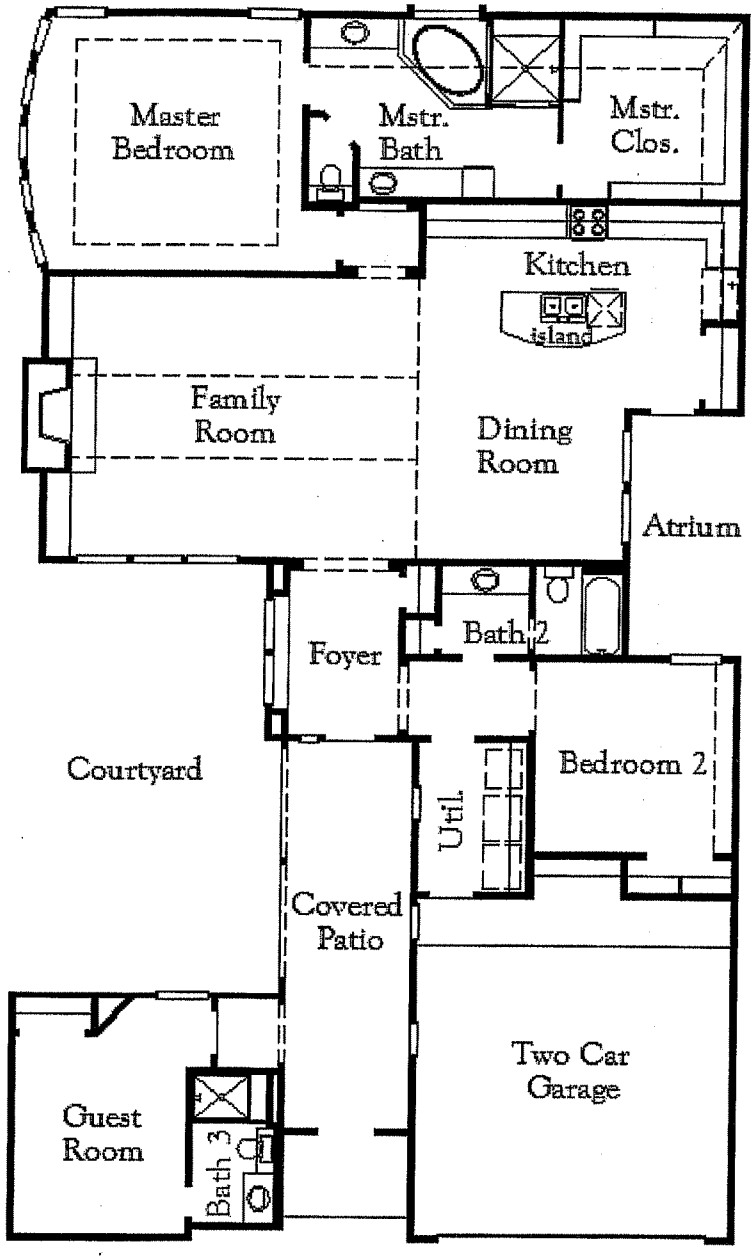 Master
Bedroom
Mstr.
Bath
Mstr.
Clos.
Kitchen
island
Family
Room
Dining
Room
Atrium
Foyer
Bath 2
Courtyard
Bedroom 2
Util.
Covered
Patio
Two Car
Garage
Guest
Room
Bath 3